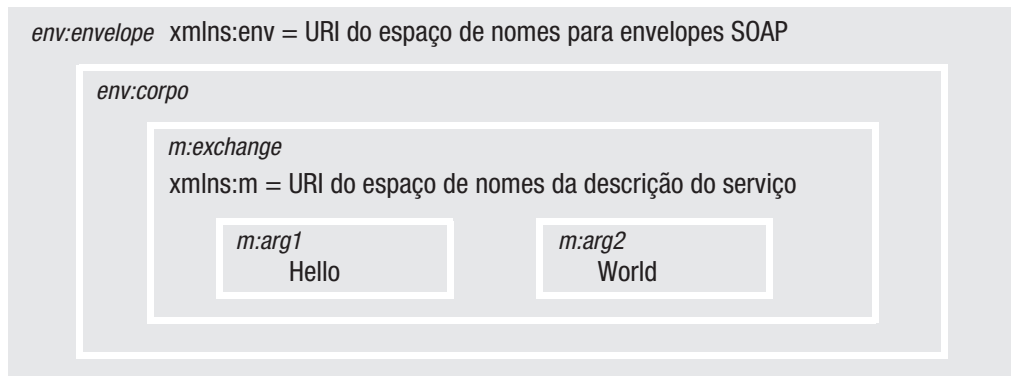 env:envelope xmlns:env = URI do espaço de nomes para envelopes SOAP
env:corpo
m:exchange
xmlns:m = URI do espaço de nomes da descrição do serviço
m:arg1
Hello
m:arg2
World